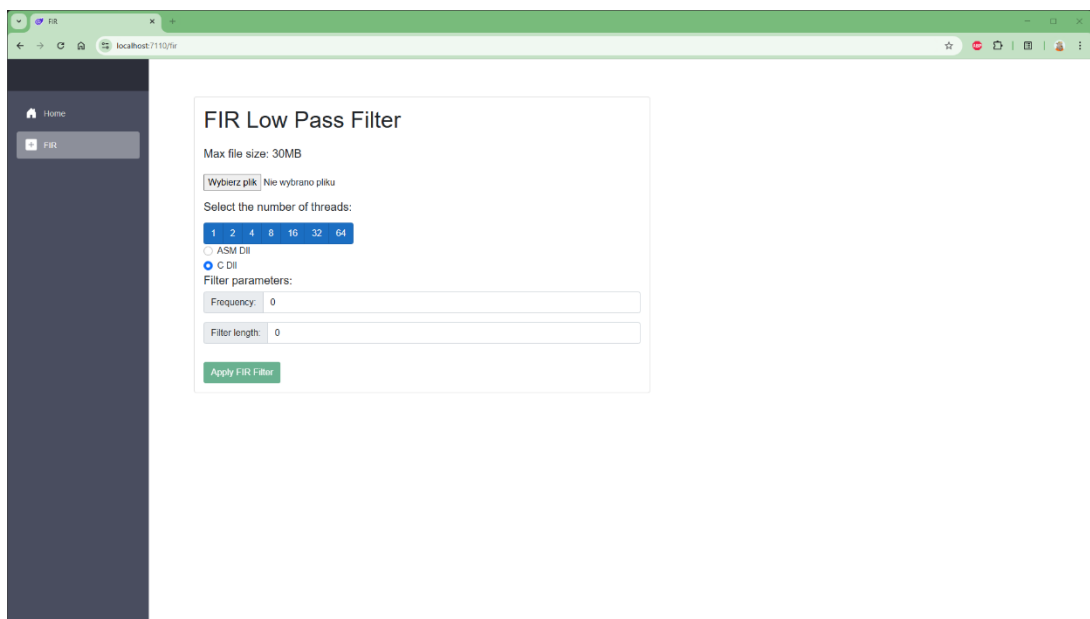 FIR
localhost:7110/fir
Home
FIR
FIR Low Pass Filter
Max file size: 30MB
Wybierz plik Nie wybrano pliku
Select the number of threads:
1 2 4 8 16 32 64
ASM Dll
C Dll
Filter parameters:
Frequency: 0
Filter length: 0
Apply FIR Filter